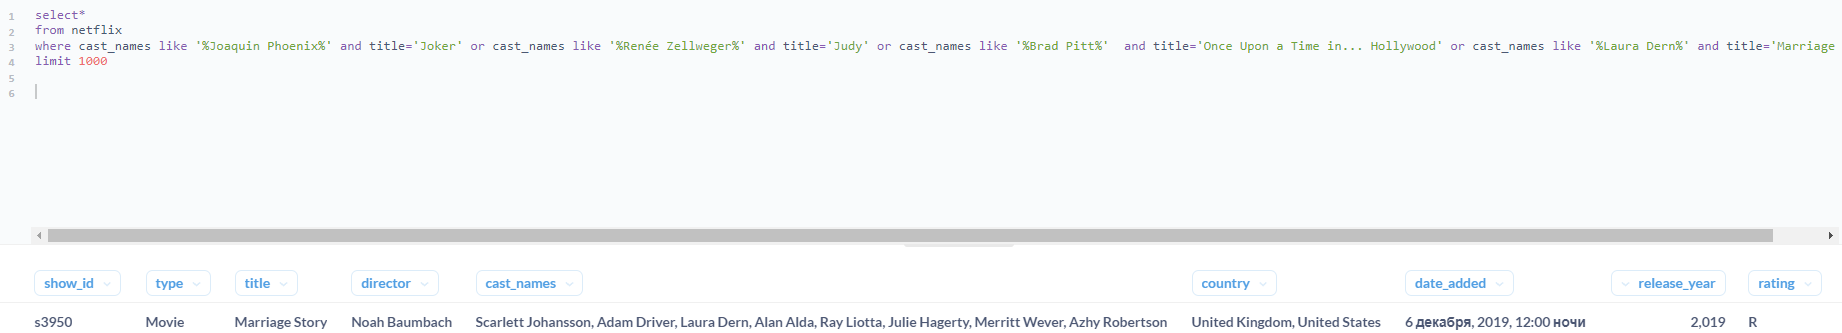 1 select*
2 from netflix
3 where cast_names like '%Joaquin Phoenix%' and title='Joker' or cast_names like '%Renée Zellweger%' and title='Judy' or cast_names like '%Brad Pitt%'  and title='Once Upon a Time in... Hollywood' or cast_names like '%Laura Dern%' and title='Marriage
4 limit 1000
5
6
show_id type title director cast_names country date_added release_year rating
s3950 Movie Marriage Story Noah Baumbach Scarlett Johansson, Adam Driver, Laura Dern, Alan Alda, Ray Liotta, Julie Hagerty, Merritt Wever, Azhy Robertson United Kingdom, United States 6 декабря, 2019, 12:00 ночи 2,019 R